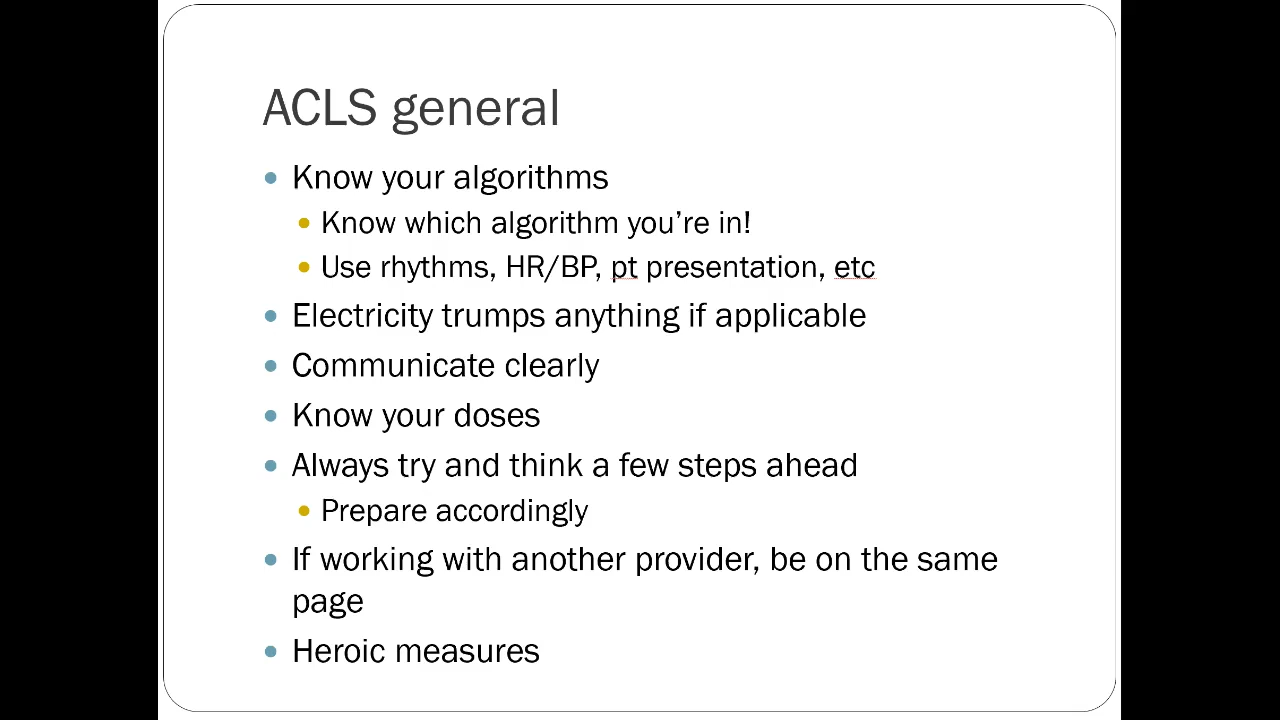 ACLS general
• Know your algorithms
• Know which algorithm you're in!
• Use rhythms, HR/BP, pt presentation, etc
• Electricity trumps anything if applicable
• Communicate clearly
• Know your doses
• Always try and think a few steps ahead
• Prepare accordingly
• If working with another provider, be on the same
page
• Heroic measures